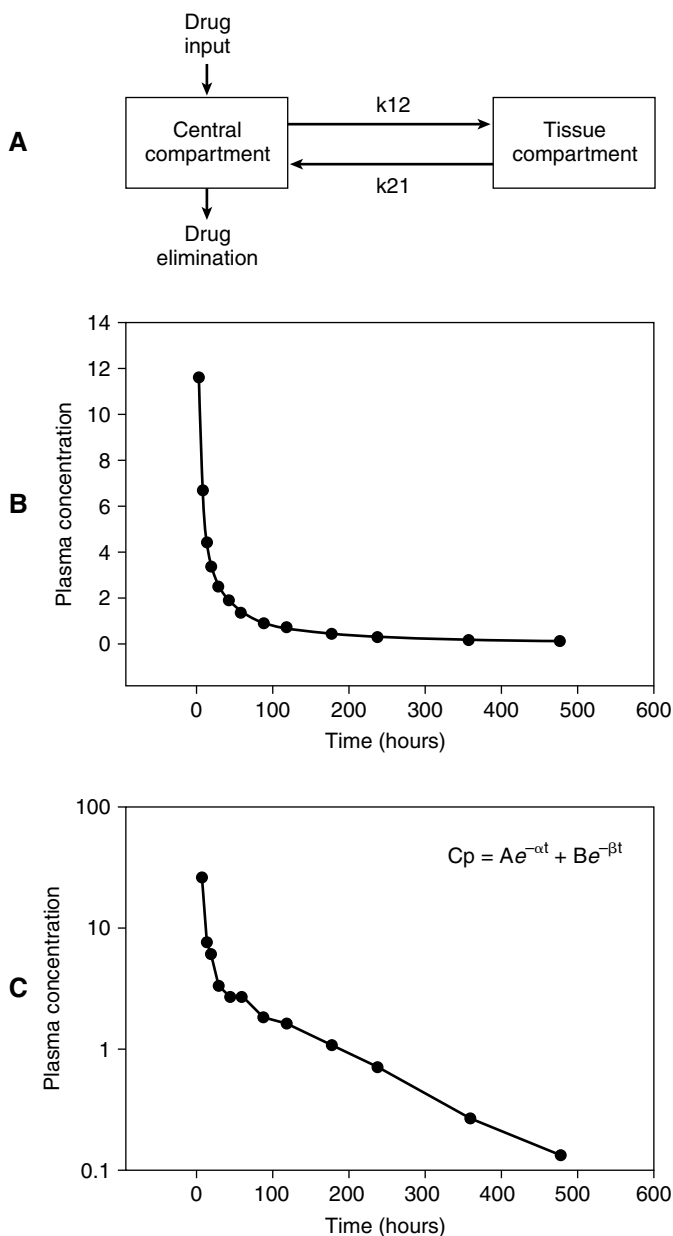 Drug
input
A
Central
compartment
k12
k21
Tissue
compartment
Drug
elimination
B
Plasma concentration
14
12
10
8
6
4
2
0
0 100 200 300 400 500 600
Time (hours)
C
Plasma concentration
100
10
1
0.1
Cp = Ae⁻ᵅᵗ + Be⁻ᵝᵗ
0 100 200 300 400 500 600
Time (hours)